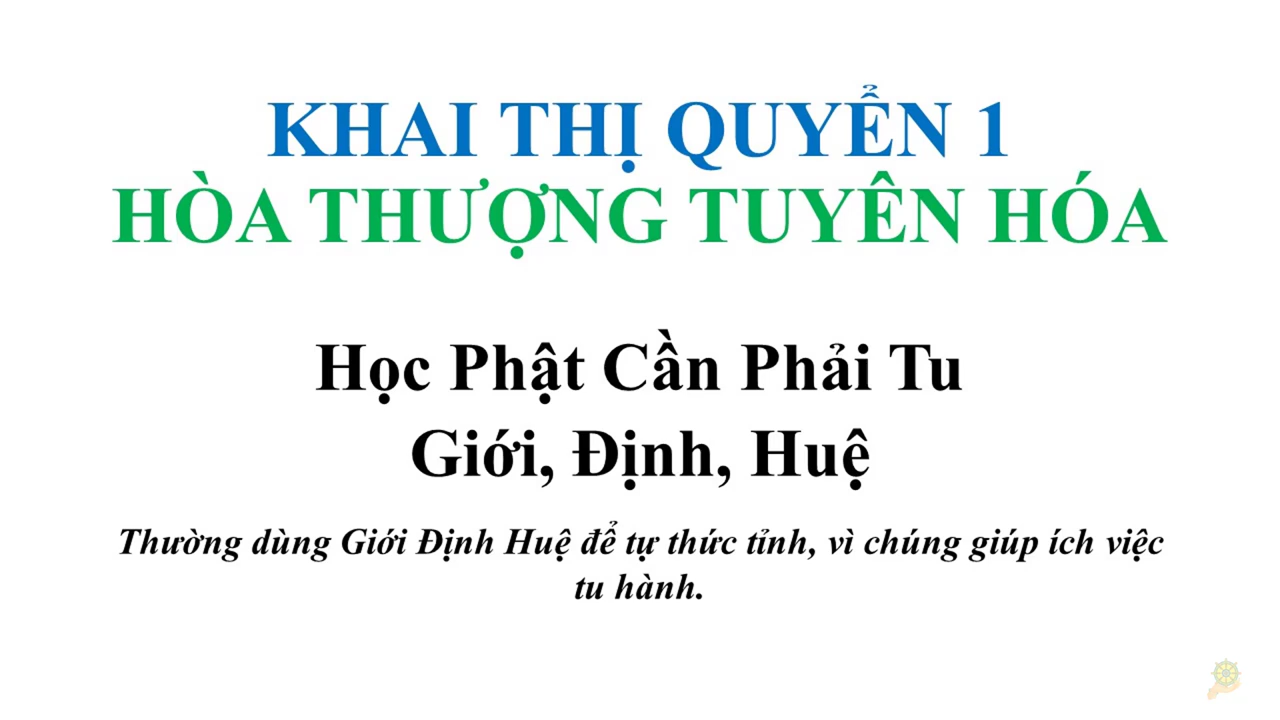 KHAI THỊ QUYỂN 1
HÒA THƯỢNG TUYÊN HÓA
Học Phật Cần Phải Tu
Giới, Định, Huệ
Thường dùng Giới Định Huệ để tự thức tỉnh, vì chúng giúp ích việc
tu hành.